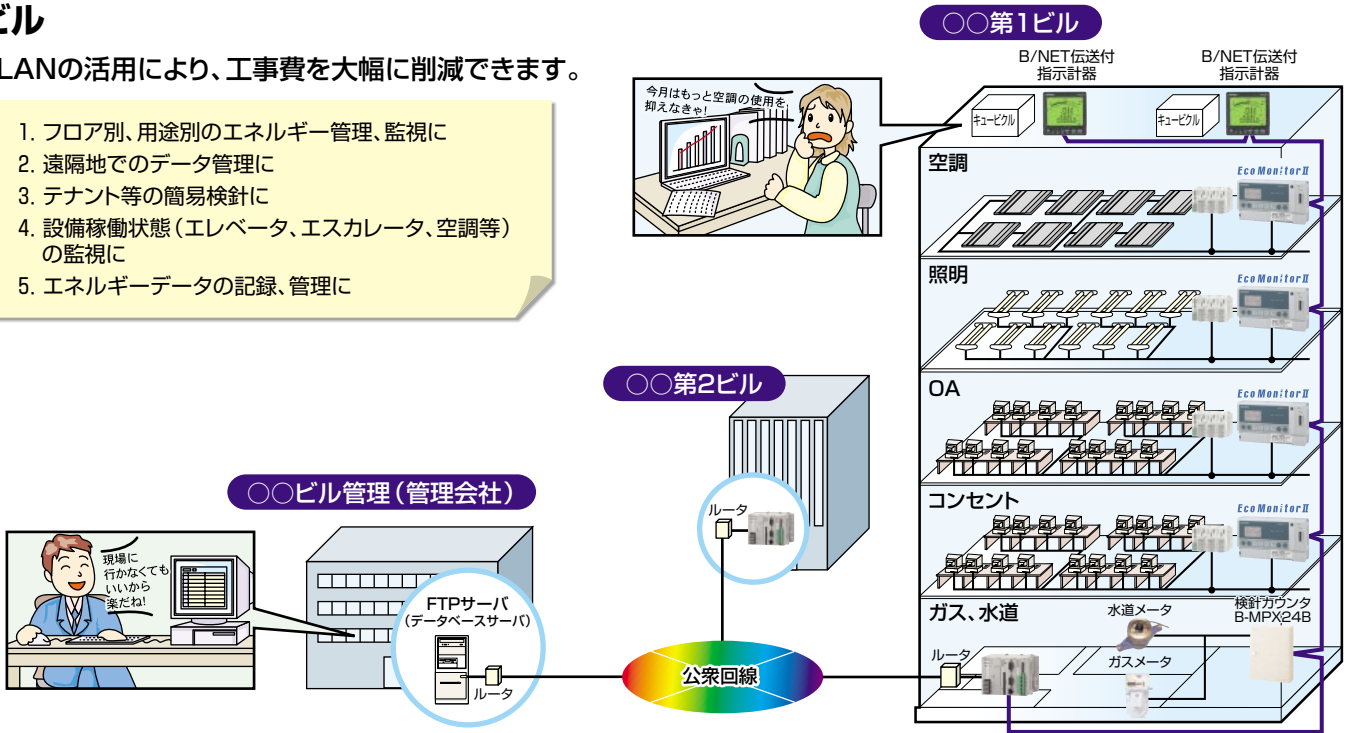 ビル
LANの活用により、工事費を大幅に削減できます。
1. フロア別、用途別のエネルギー管理、監視に
2. 遠隔地でのデータ管理に
3. テナント等の簡易検針に
4. 設備稼働状態（エレベータ、エスカレータ、空調等）
の監視に
5. エネルギーデータの記録、管理に
○○第1ビル
B/NET伝送付
指示計器
B/NET伝送付
指示計器
今月はもっと空調の使用を
抑えなきゃ!
キュービクル
キュービクル
空調
EcoMonitorⅡ
照明
EcoMonitorⅡ
OA
EcoMonitorⅡ
コンセント
EcoMonitorⅡ
ガス、水道
水道メータ
検針カウンタ
B-MPX24B
ルータ
ガスメータ
○○第2ビル
ルータ
○○ビル管理（管理会社）
現場に
行かなくても
いいから
楽だね!
FTPサーバ
（データベースサーバ）
ルータ
公衆回線